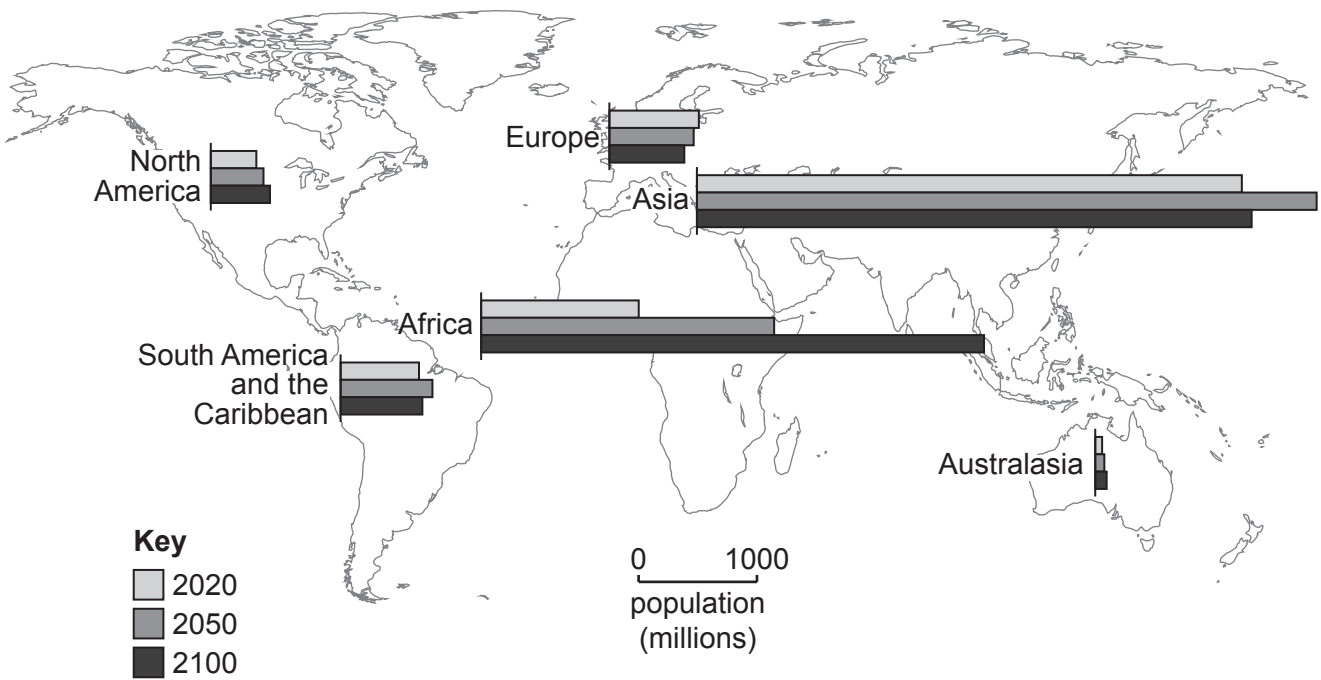 Europe
North
America
Asia
Africa
South America
and the
Caribbean
Australasia
Key
2020
2050
2100
0 1000
population
(millions)